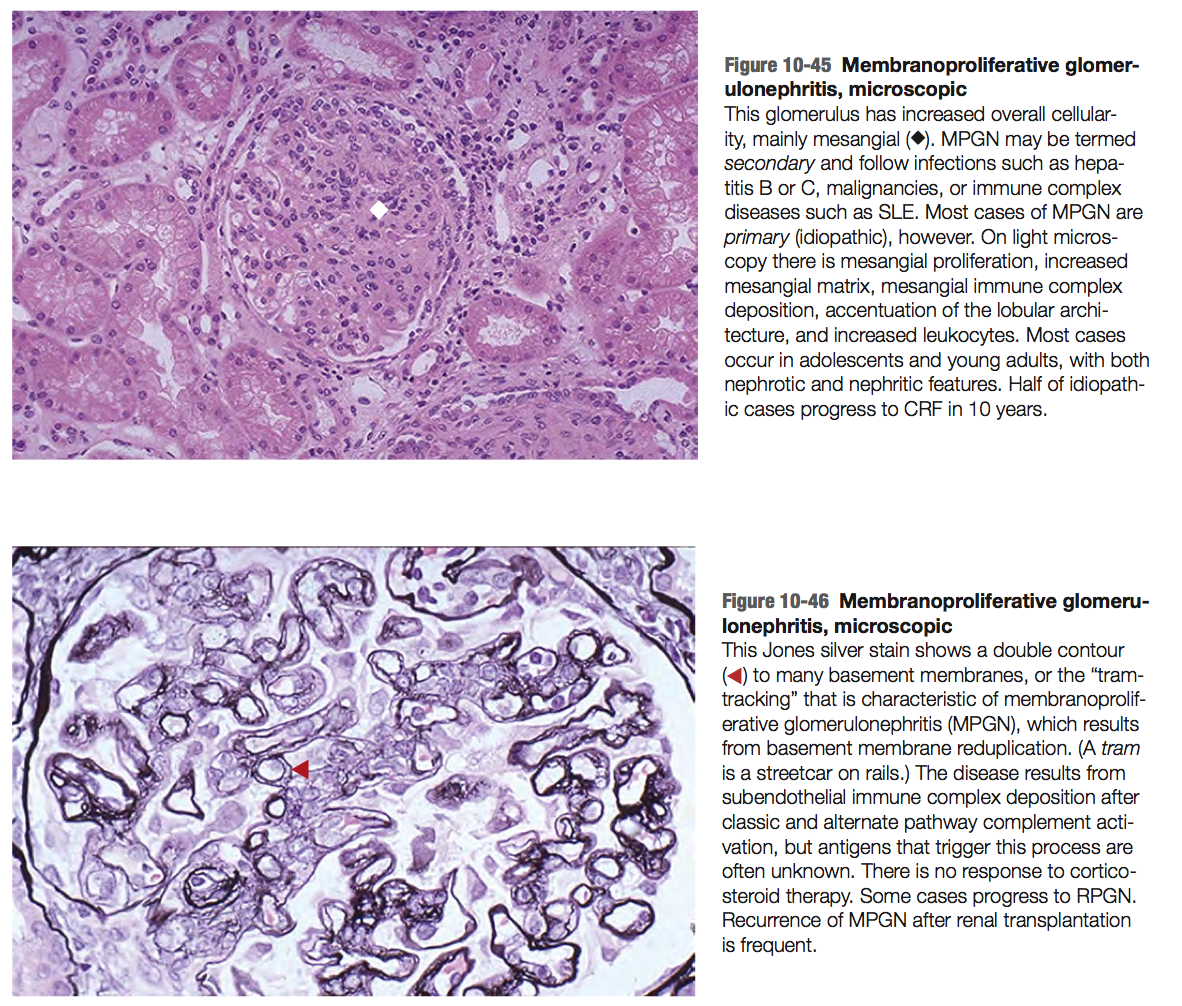 Figure 10-45 Membranoproliferative glomer-
ulonephritis, microscopic
This glomerulus has increased overall cellular-
ity, mainly mesangial (◆). MPGN may be termed
secondary and follow infections such as hepa-
titis B or C, malignancies, or immune complex
diseases such as SLE. Most cases of MPGN are
primary (idiopathic), however. On light micros-
copy there is mesangial proliferation, increased
mesangial matrix, mesangial immune complex
deposition, accentuation of the lobular archi-
tecture, and increased leukocytes. Most cases
occur in adolescents and young adults, with both
nephrotic and nephritic features. Half of idiopath-
ic cases progress to CRF in 10 years.
Figure 10-46 Membranoproliferative glomeru-
lonephritis, microscopic
This Jones silver stain shows a double contour
(◀) to many basement membranes, or the “tram-
tracking” that is characteristic of membranoprolif-
erative glomerulonephritis (MPGN), which results
from basement membrane reduplication. (A tram
is a streetcar on rails.) The disease results from
subendothelial immune complex deposition after
classic and alternate pathway complement acti-
vation, but antigens that trigger this process are
often unknown. There is no response to cortico-
steroid therapy. Some cases progress to RPGN.
Recurrence of MPGN after renal transplantation
is frequent.